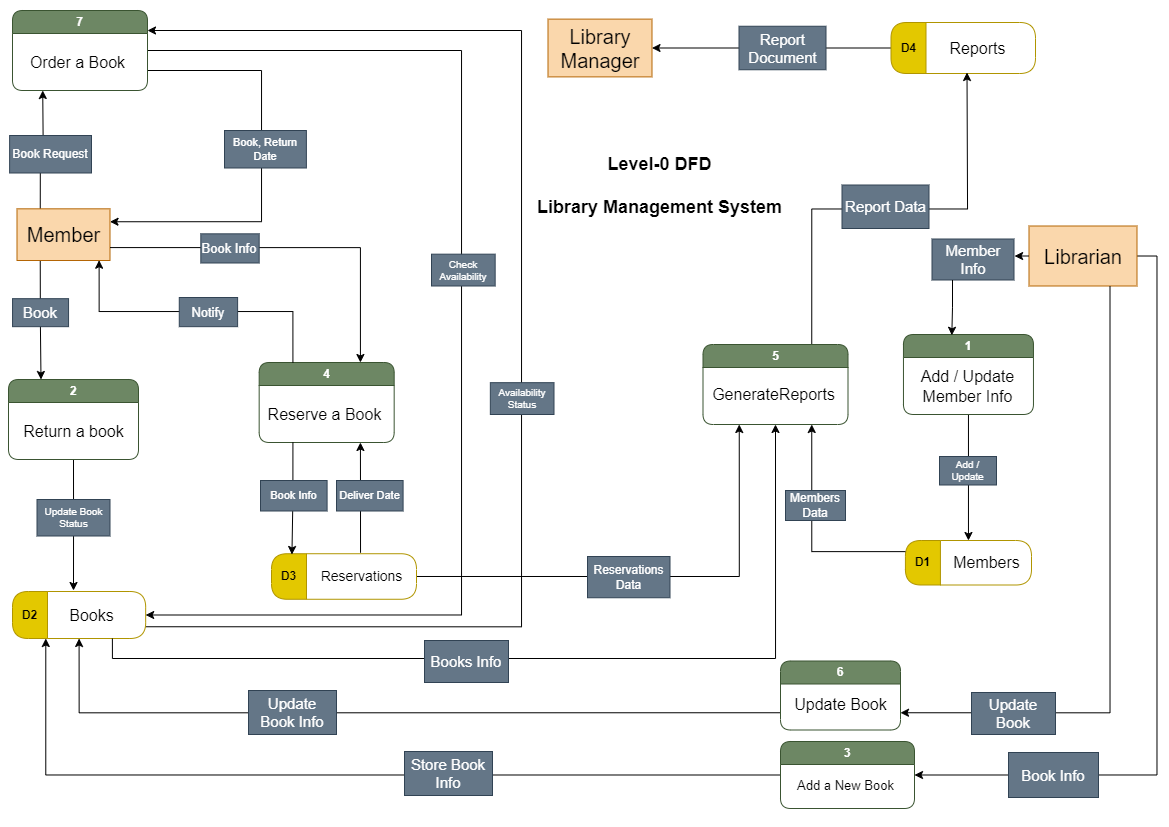 7
Order a Book
Library
Manager
Report
Document
D4
Reports
Book Request
Book, Return
Date
Level-0 DFD
Library Management System
Report Data
Member
Book Info
Check
Availability
Member
Info
Librarian
Book
Notify
1
Add / Update
Member Info
5
GenerateReports
4
Reserve a Book
2
Return a book
Availability
Status
Add /
Update
Book Info
Deliver Date
Members
Data
Update Book
Status
D3
Reservations
Reservations
Data
D1
Members
D2
Books
Books Info
6
Update Book
Update
Book Info
Update
Book
3
Add a New Book
Store Book
Info
Book Info